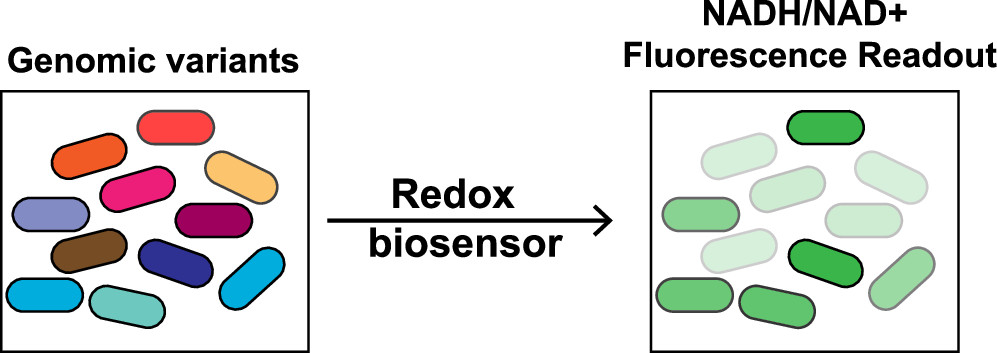 Genomic variants
Redox
biosensor
NADH/NAD+
Fluorescence Readout